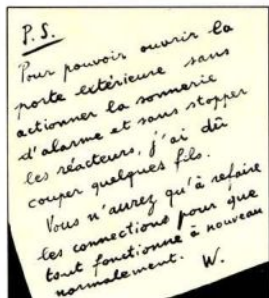 P.S.
Pour pouvoir ouvrir la
porte extérieure sans
actionner la sonnerie
d'alarme et sans stopper
les réacteurs, j'ai dû
couper quelques fils.
Vous n'aurez qu'à refaire
les connections pour que
tout fonctionne à nouveau
normalement. W.